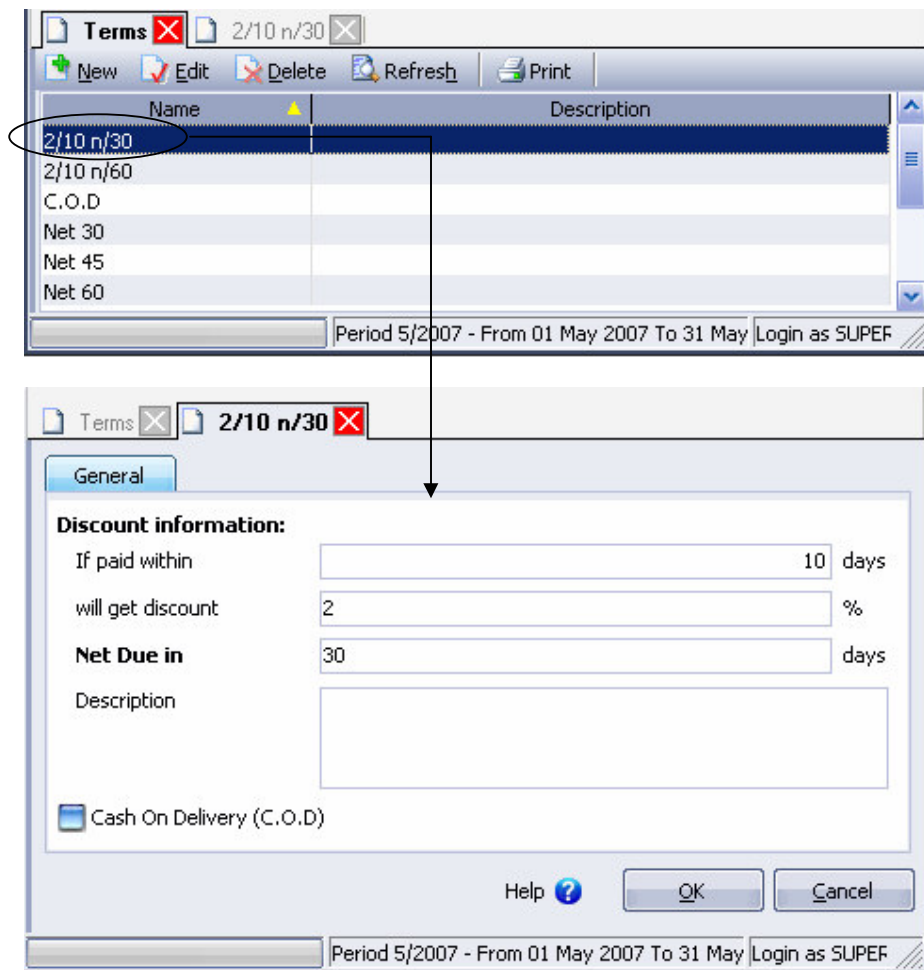 Terms 2/10 n/30
New Edit Delete Refresh Print
Name Description
2/10 n/30
2/10 n/60
C.O.D
Net 30
Net 45
Net 60
Period 5/2007 - From 01 May 2007 To 31 May Login as SUPER
Terms 2/10 n/30
General
Discount information:
If paid within 10 days
will get discount 2 %
Net Due in 30 days
Description
Cash On Delivery (C.O.D)
Help ? OK Cancel
Period 5/2007 - From 01 May 2007 To 31 May Login as SUPER